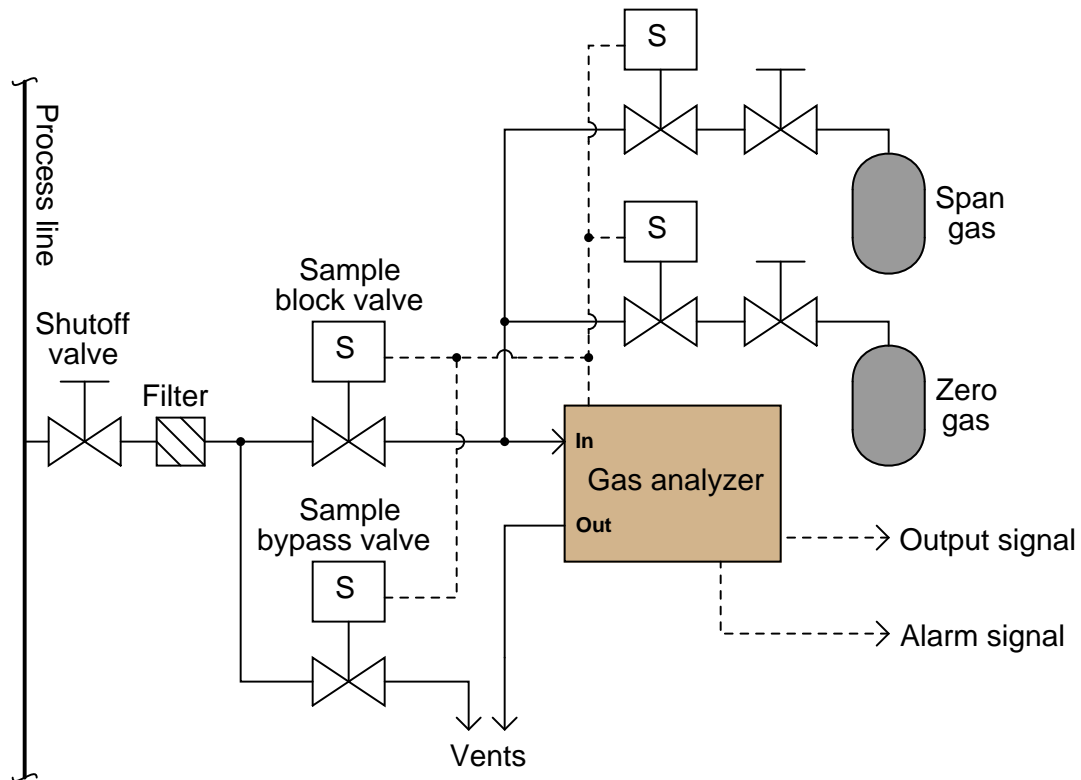 S
Process line
Span
gas
S
Sample
block valve
Shutoff
valve
S
Filter
Zero
gas
In
Gas analyzer
Sample
bypass valve
Out
Output signal
S
Alarm signal
Vents